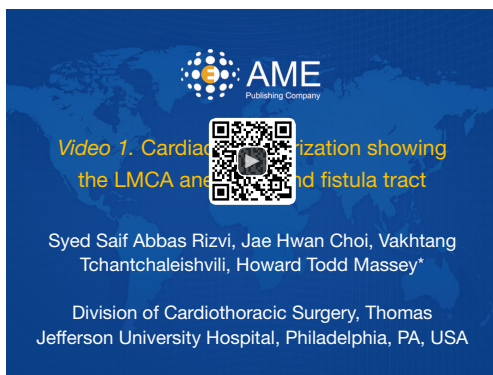 AME
Publishing Company
Video 1. Cardiac rization showing
the LMCA ane nd fistula tract
Syed Saif Abbas Rizvi, Jae Hwan Choi, Vakhtang
Tchantchaleishvili, Howard Todd Massey*
Division of Cardiothoracic Surgery, Thomas
Jefferson University Hospital, Philadelphia, PA, USA